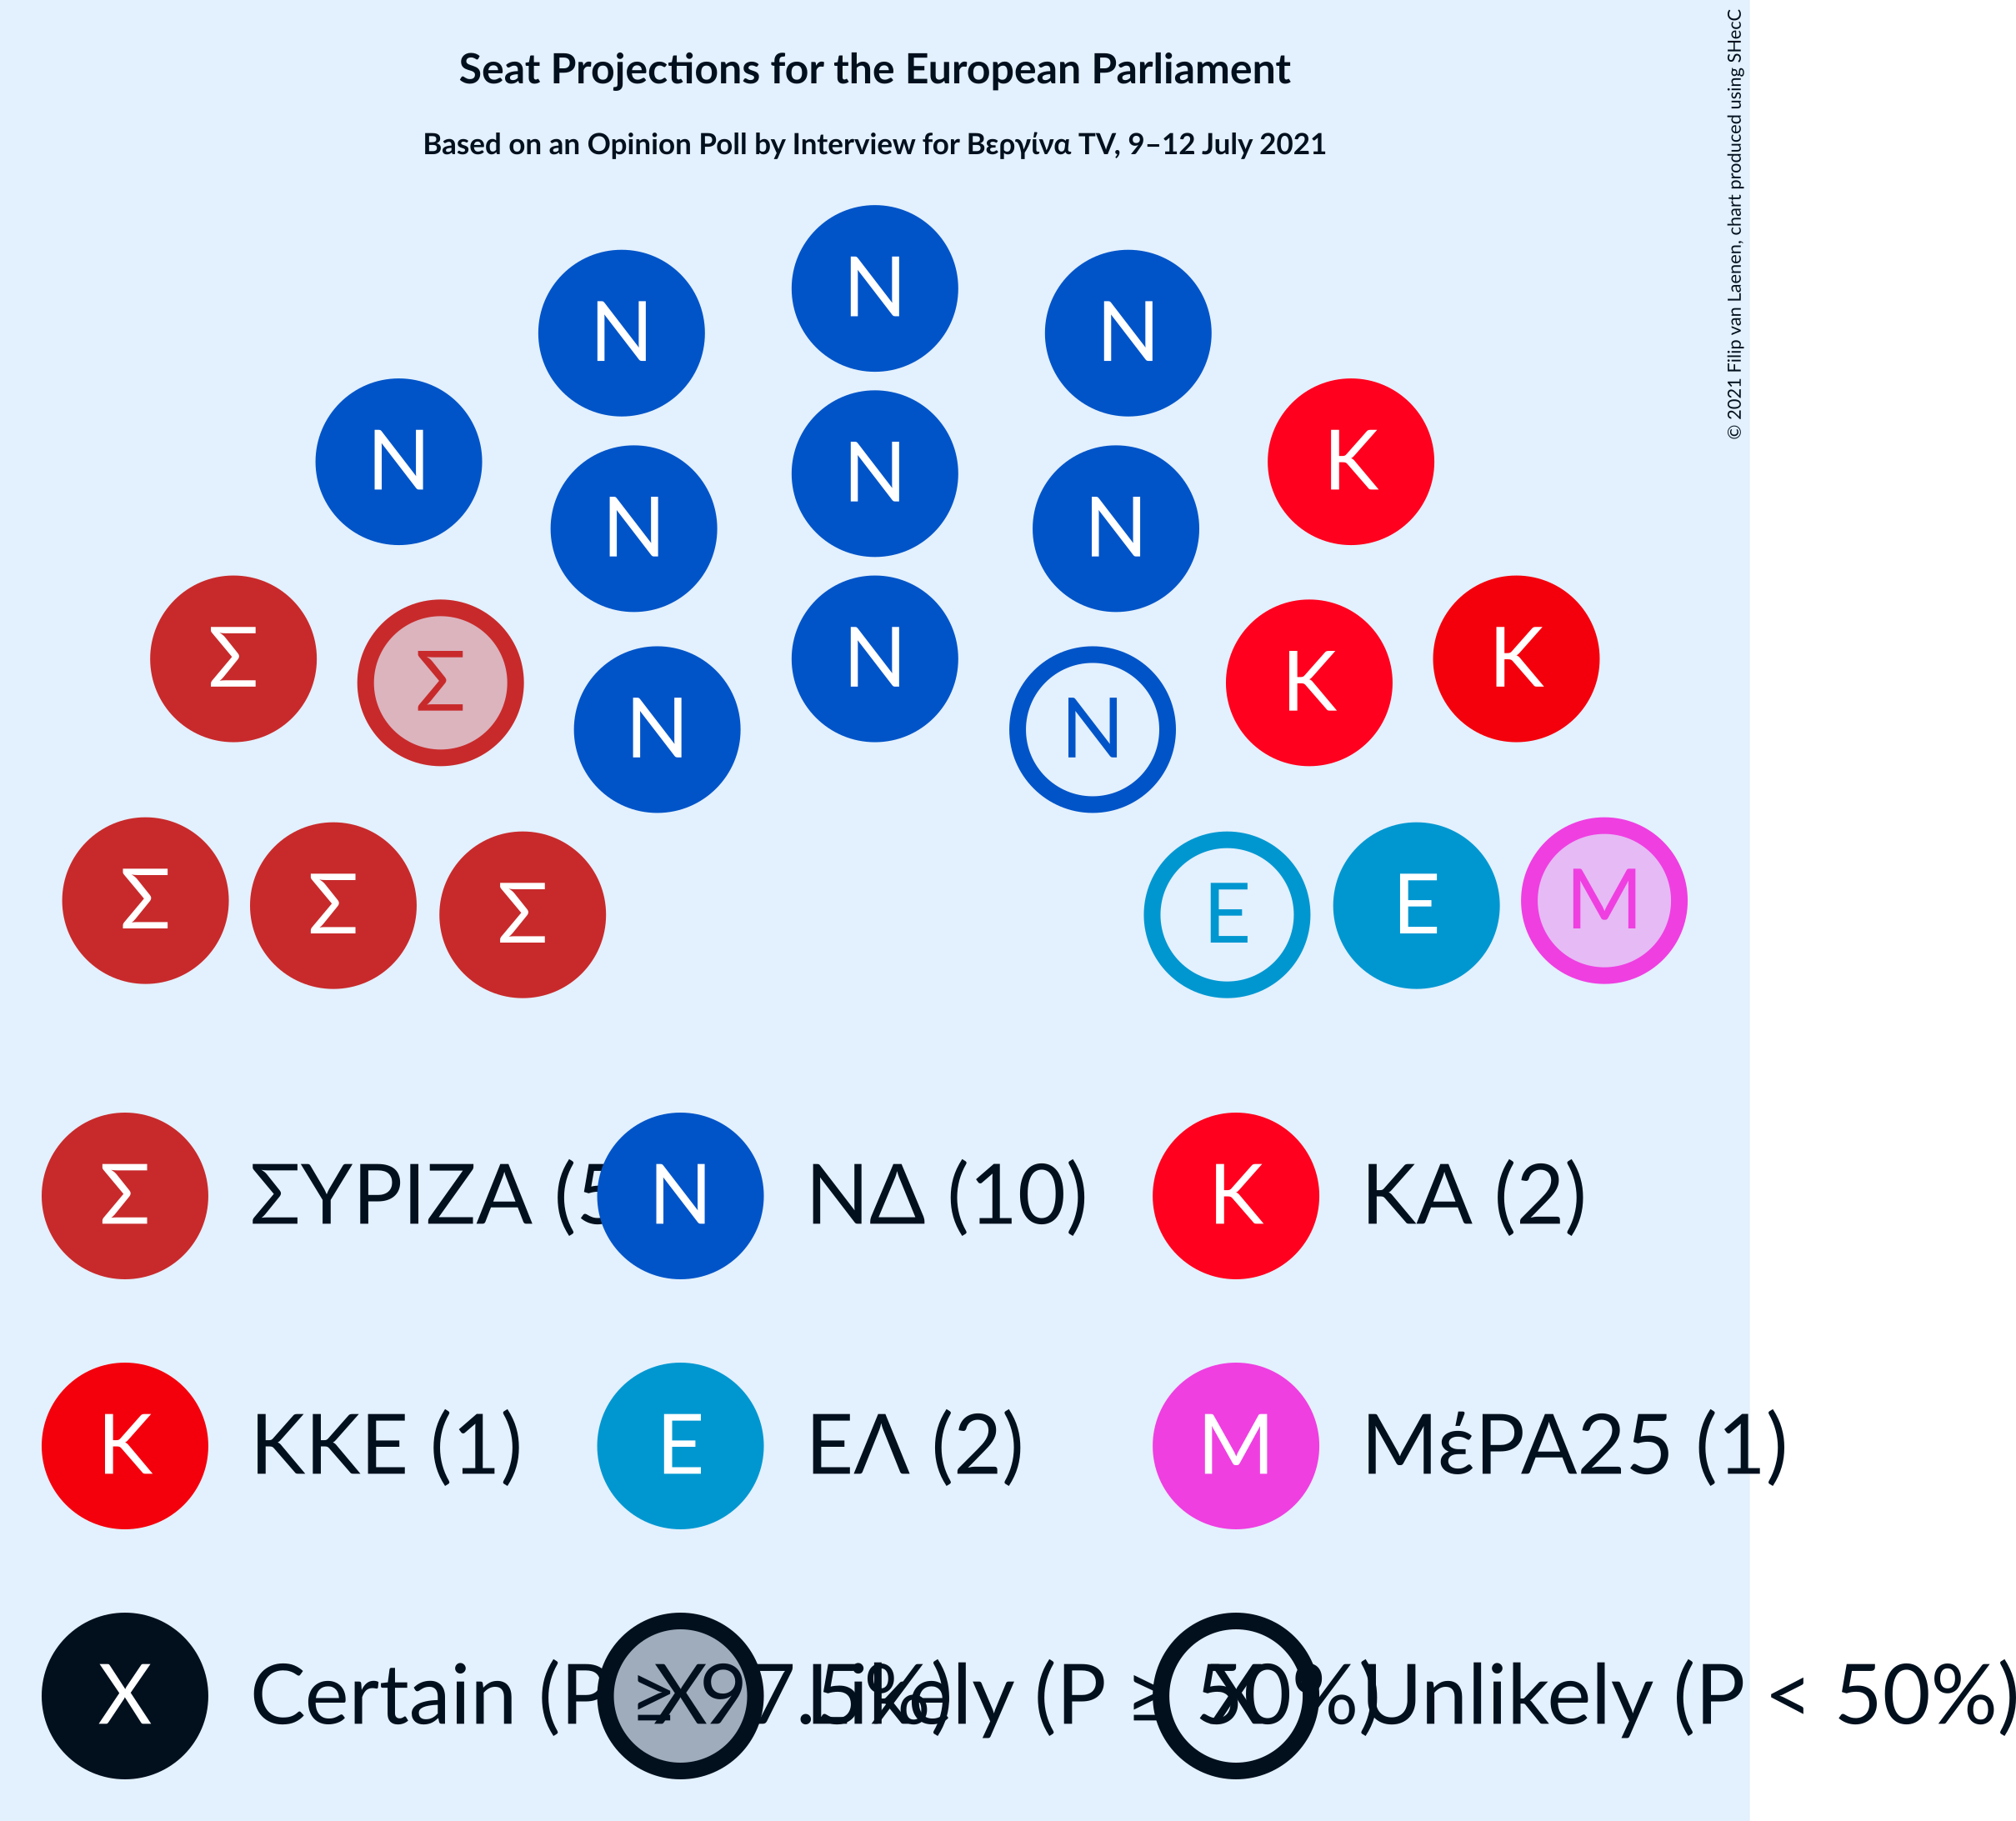 Seat Projections for the European Parliament
Based on an Opinion Poll by Interview for Βεργίνα TV, 9–12 July 2021
© 2021 Filip van Laenen, chart produced using SHecC
N
N N
N K
N
N N
Σ K
Σ N N K
N N
Σ Σ Σ E E M
Σ ΣΥΡΙΖΑ (5 N ΝΔ (10) K ΚΑ (2)
K ΚΚΕ (1) E ΕΛ (2) M ΜέΡΑ25 (1)
X Certain (P ≥ 97.5% X Likely (P ≥ 50%) X Unlikely (P < 50%)